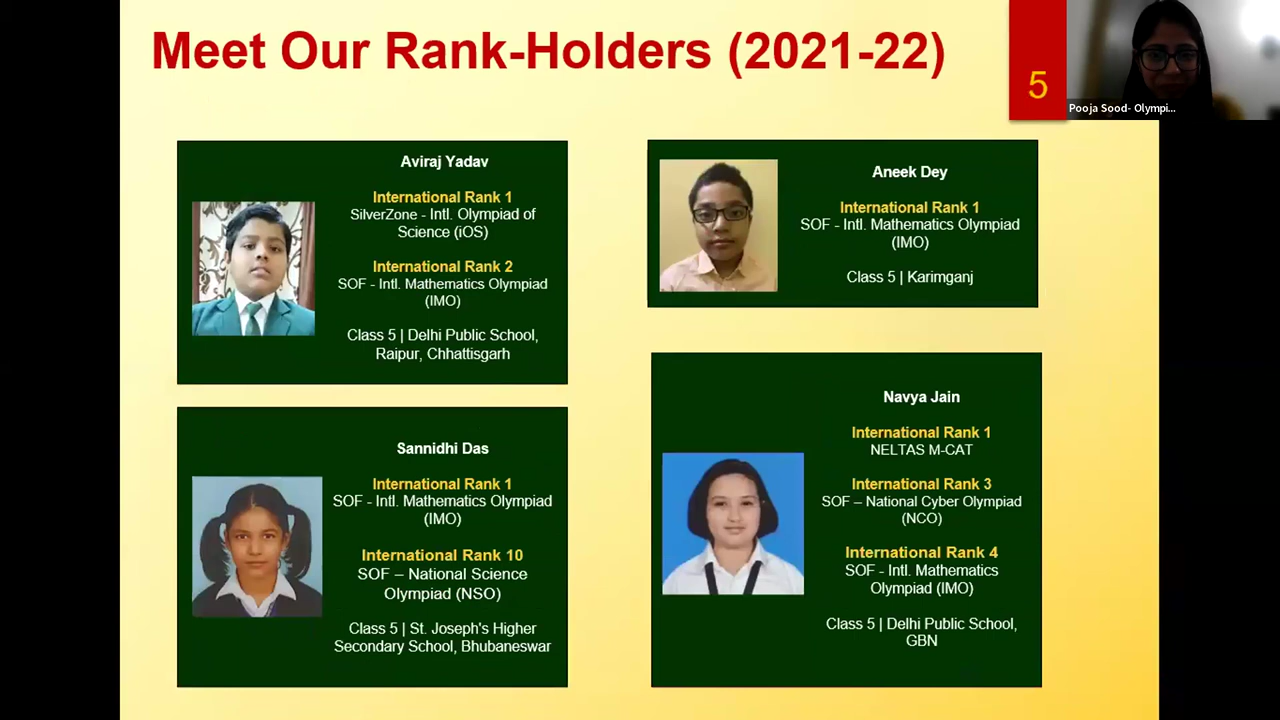 Meet Our Rank-Holders (2021-22)
5
Pooja Sood- Olympi...
Aviraj Yadav
International Rank 1
SilverZone - Intl. Olympiad of
Science (iOS)
International Rank 2
SOF - Intl. Mathematics Olympiad
(IMO)
Class 5 | Delhi Public School,
Raipur, Chhattisgarh
Aneek Dey
International Rank 1
SOF - Intl. Mathematics Olympiad
(IMO)
Class 5 | Karimganj
Sannidhi Das
International Rank 1
SOF - Intl. Mathematics Olympiad
(IMO)
International Rank 10
SOF – National Science
Olympiad (NSO)
Class 5 | St. Joseph's Higher
Secondary School, Bhubaneswar
Navya Jain
International Rank 1
NELTAS M-CAT
International Rank 3
SOF – National Cyber Olympiad
(NCO)
International Rank 4
SOF - Intl. Mathematics
Olympiad (IMO)
Class 5 | Delhi Public School,
GBN